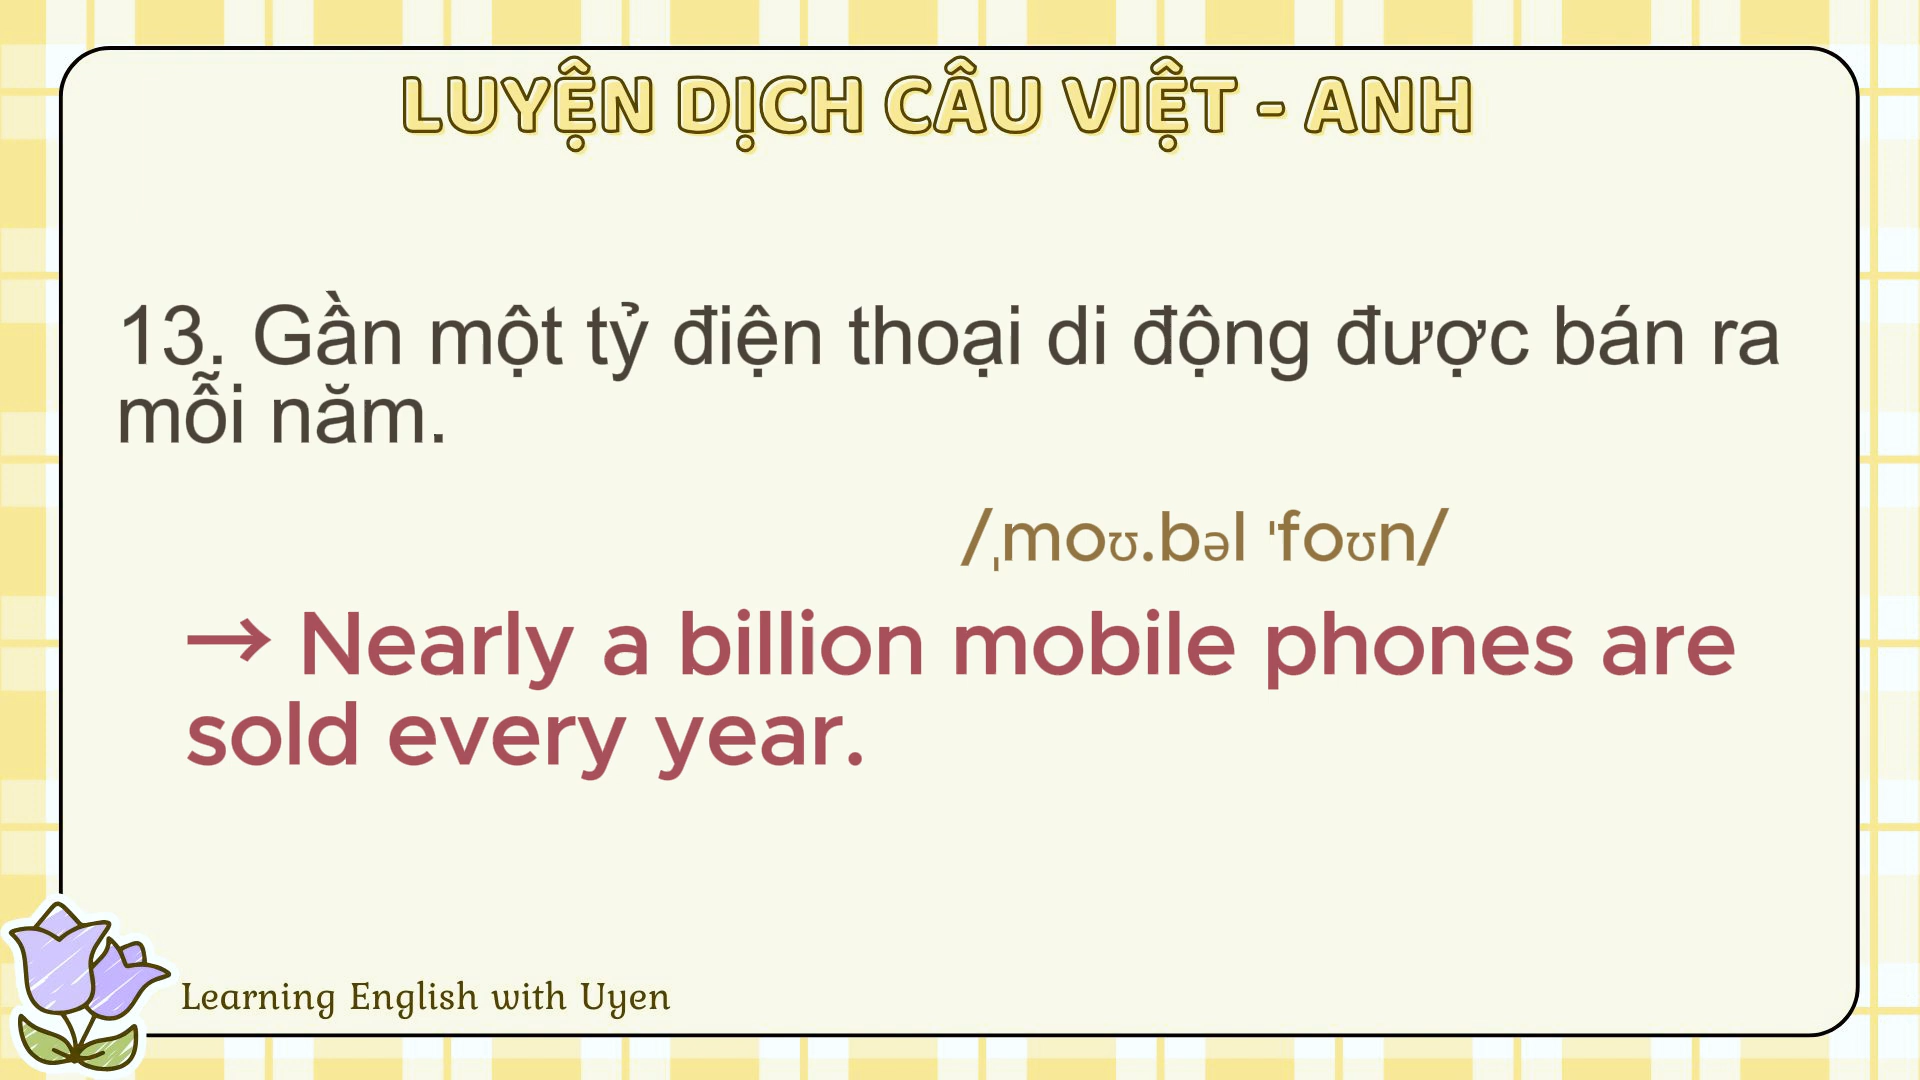 LUYỆN DỊCH CÂU VIỆT - ANH
13. Gần một tỷ điện thoại di động được bán ra
mỗi năm.
/ˌmoʊ.bəl ˈfoʊn/
→ Nearly a billion mobile phones are
sold every year.
Learning English with Uyen